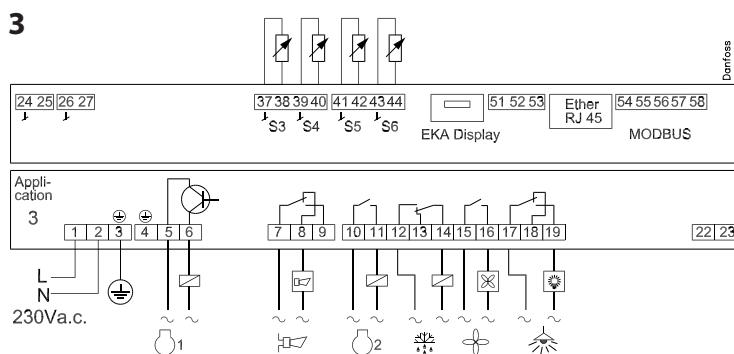 3
Danfoss
24 25 26 27 37 38 39 40 41 42 43 44 51 52 53 Ether RJ 45 54 55 56 57 58
S3 S4 S5 S6 EKA Display MODBUS
Appli-
cation
3
1 2 3 4 5 6 7 8 9 10 11 12 13 14 15 16 17 18 19 22 23
L
N
230Va.c.
1 2